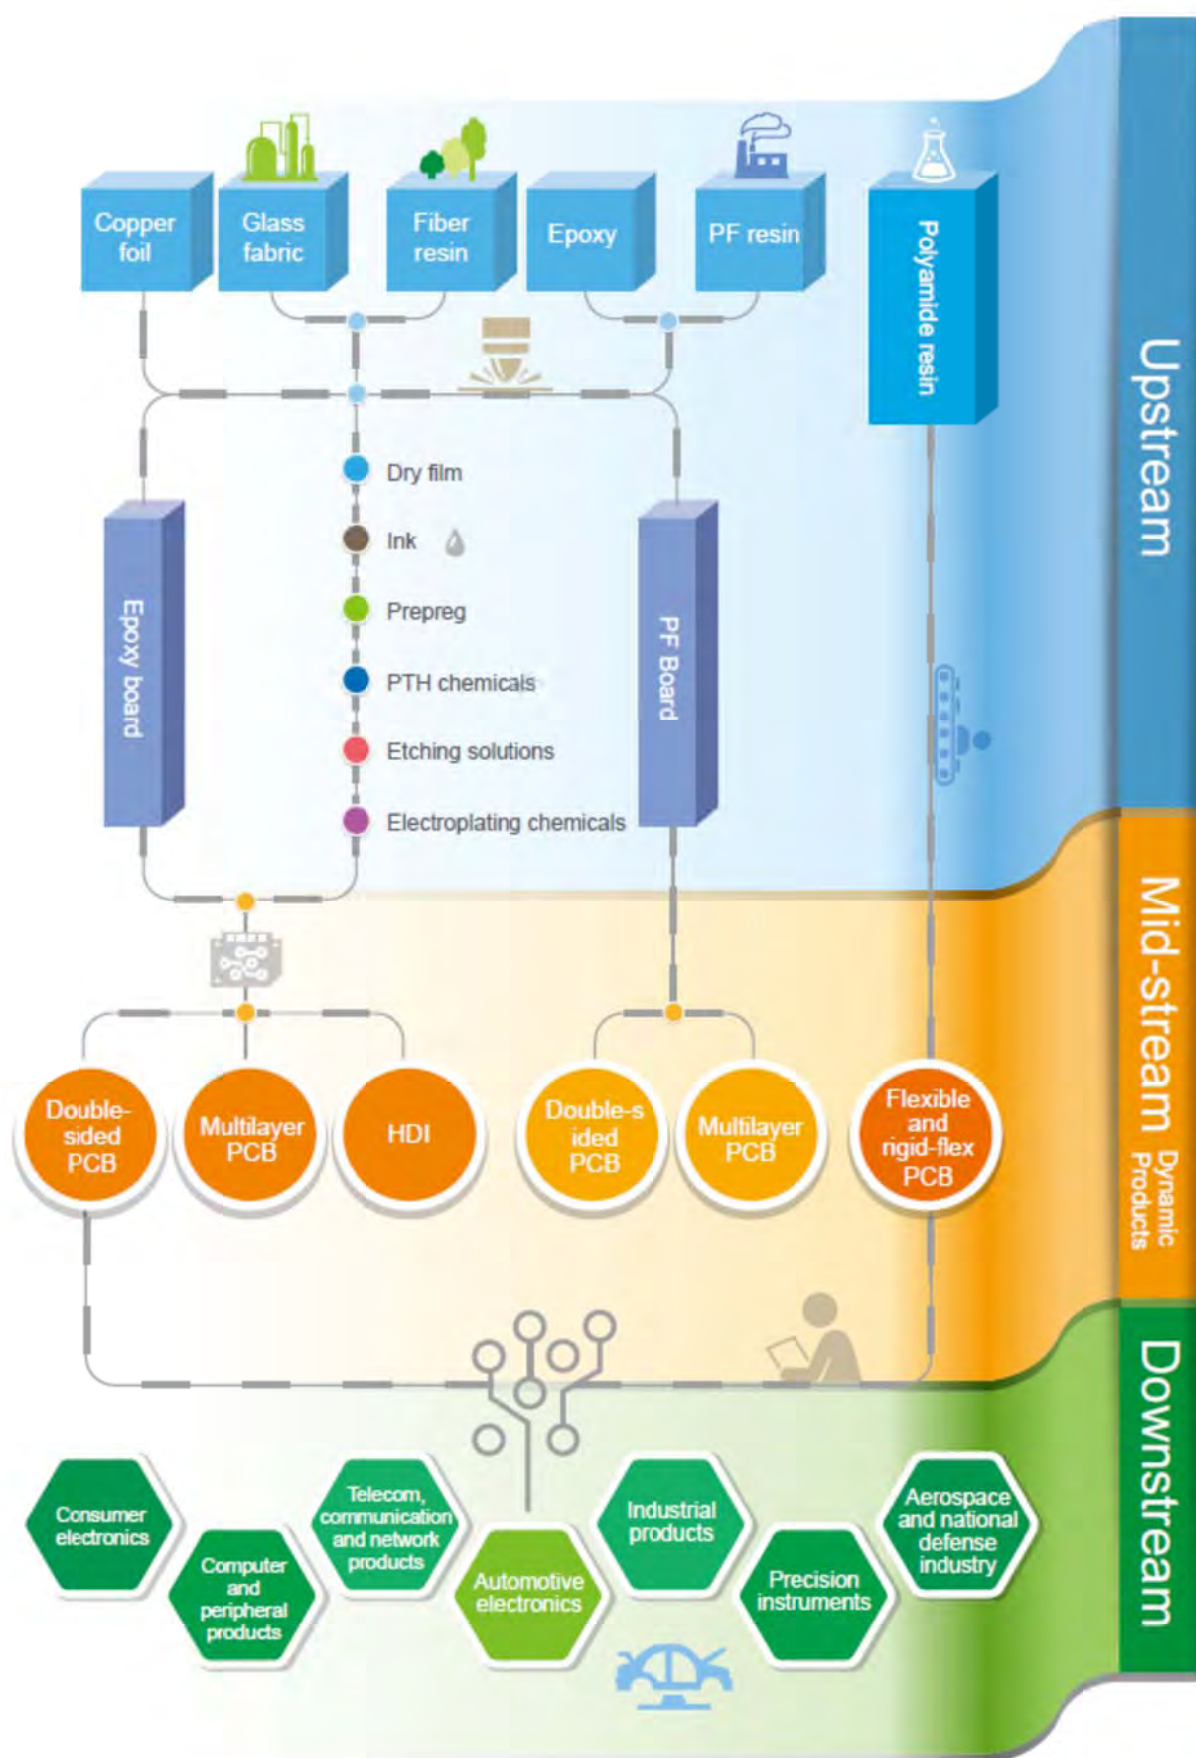 Copper
foil
Glass
fabric
Fiber
resin
Epoxy
PF resin
Polyamide resin
Upstream
Dry film
Ink
Prepreg
PTH chemicals
Etching solutions
Electroplating chemicals
Epoxy board
PF Board
Mid-stream
Dynamic
Products
Double-
sided
PCB
Multilayer
PCB
HDI
Double-s
ided
PCB
Multilayer
PCB
Flexible
and
rigid-flex
PCB
Downstream
Consumer
electronics
Computer
and
peripheral
products
Telecom,
communication
and network
products
Automotive
electronics
Industrial
products
Precision
instruments
Aerospace
and national
defense
industry